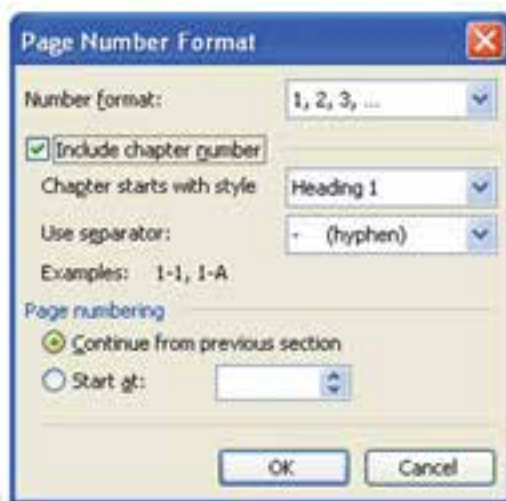 Page Number Format
Number format: 1, 2, 3, ...
Include chapter number
Chapter starts with style Heading 1
Use separator: - (hyphen)
Examples: 1-1, 1-A
Page numbering
Continue from previous section
Start at:
OK Cancel